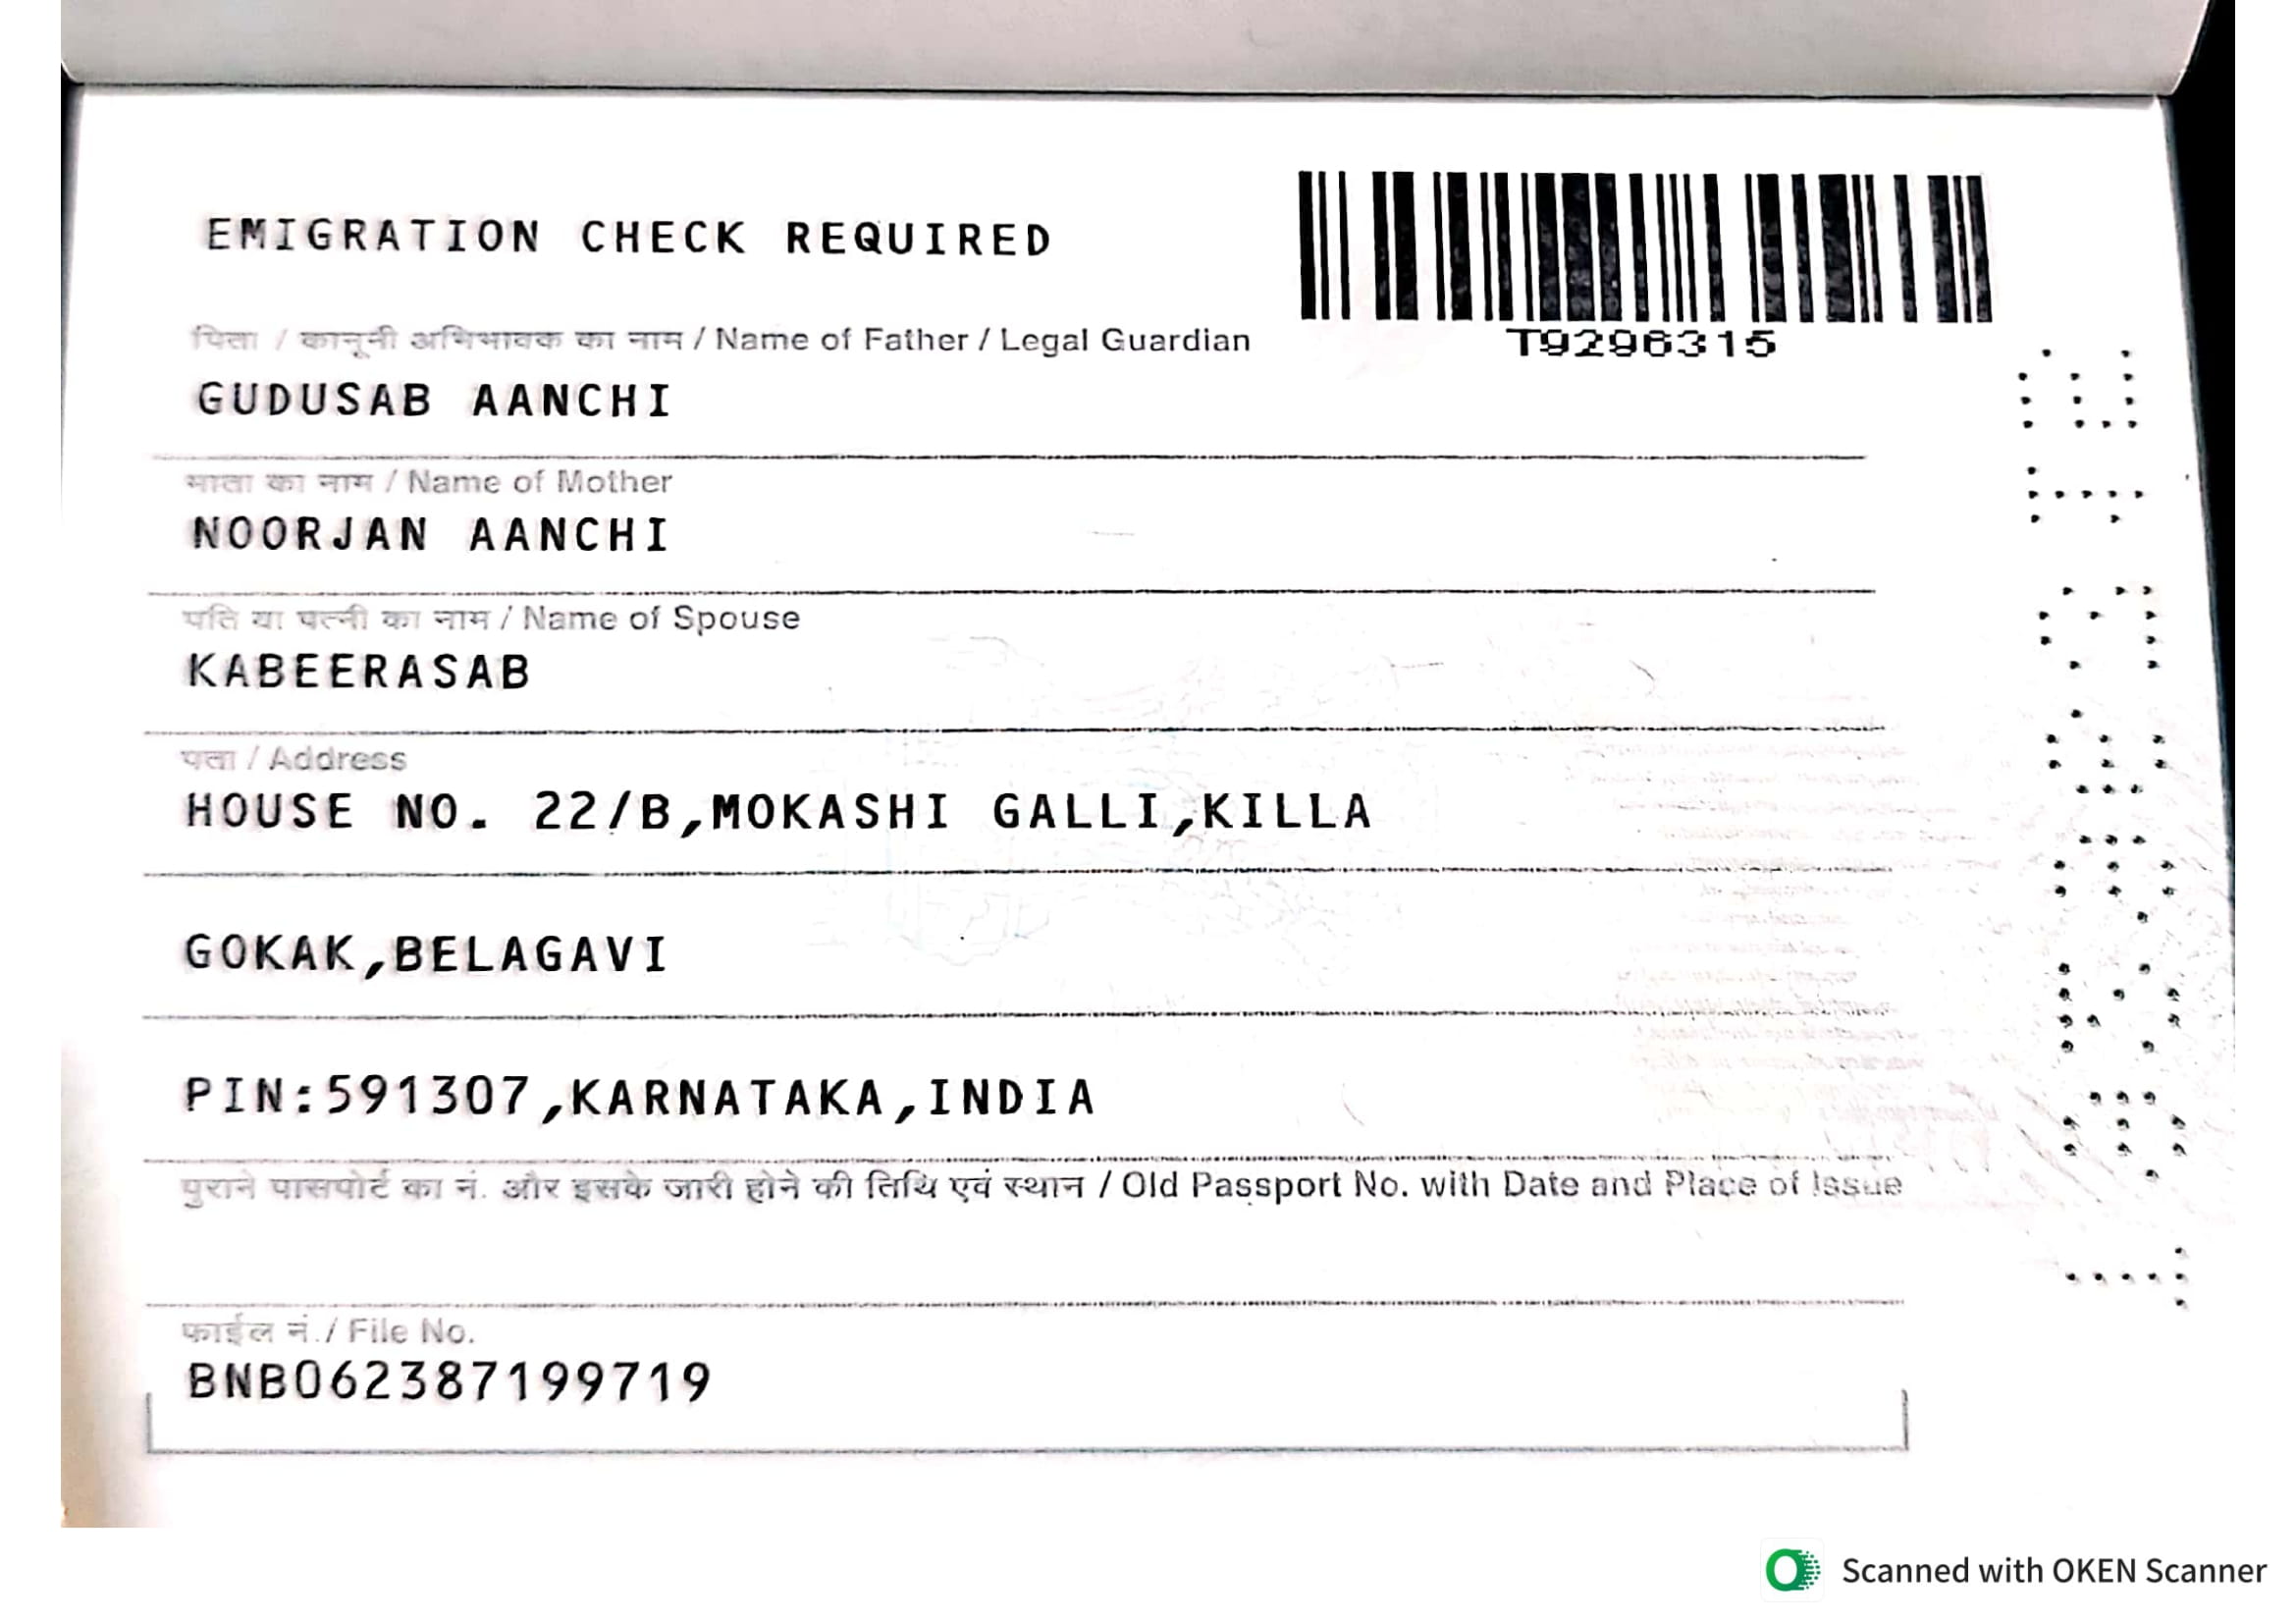 EMIGRATION CHECK REQUIRED
T9296315
पिता / कानूनी अभिभावक का नाम / Name of Father / Legal Guardian
GUDUSAB AANCHI
माता का नाम / Name of Mother
NOORJAN AANCHI
पति या पत्नी का नाम / Name of Spouse
KABEERASAB
पता / Address
HOUSE NO. 22/B,MOKASHI GALLI,KILLA
GOKAK,BELAGAVI
PIN:591307,KARNATAKA,INDIA
पुराने पासपोर्ट का नं. और इसके जारी होने की तिथि एवं स्थान / Old Passport No. with Date and Place of Issue
फाईल नं./ File No.
BNB062387199719
Scanned with OKEN Scanner